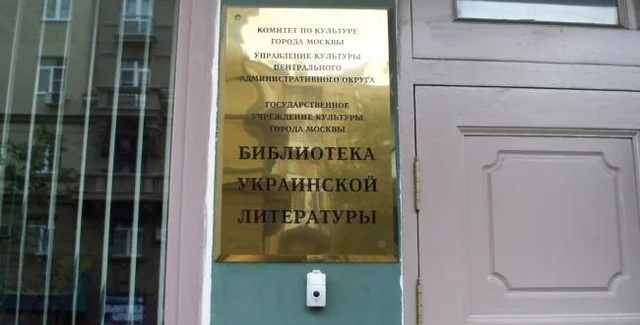 КОМИТЕТ ПО КУЛЬТУРЕ
ГОРОДА МОСКВЫ
УПРАВЛЕНИЕ КУЛЬТУРЫ
ЦЕНТРАЛЬНОГО
АДМИНИСТРАТИВНОГО ОКРУГА
ГОСУДАРСТВЕННОЕ
УЧРЕЖДЕНИЕ КУЛЬТУРЫ
ГОРОДА МОСКВЫ
БИБЛИОТЕКА
УКРАИНСКОЙ
ЛИТЕРАТУРЫ